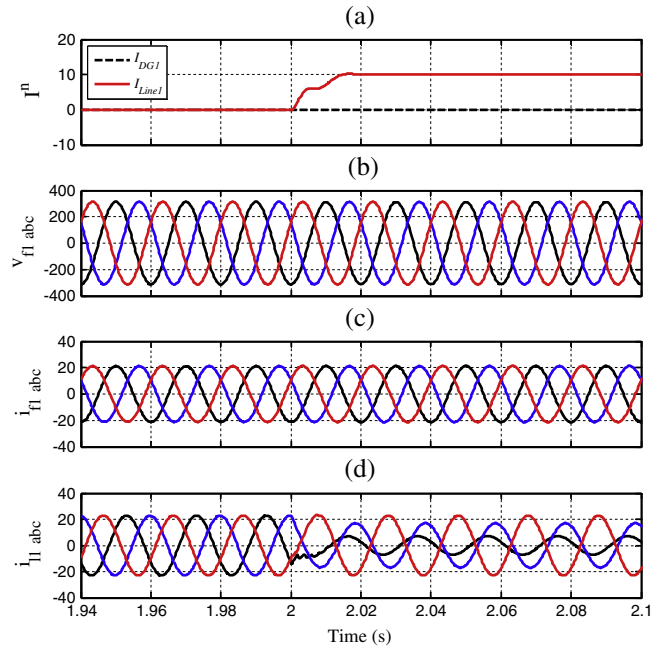 (a)
20
10
0
-10
I^n
I_DG1
I_Line1
(b)
400
200
0
-200
-400
v_f1 abc
(c)
40
20
0
-20
-40
i_f1 abc
(d)
40
20
0
-20
-40
i_l1 abc
1.94 1.96 1.98 2 2.02 2.04 2.06 2.08 2.1
Time (s)